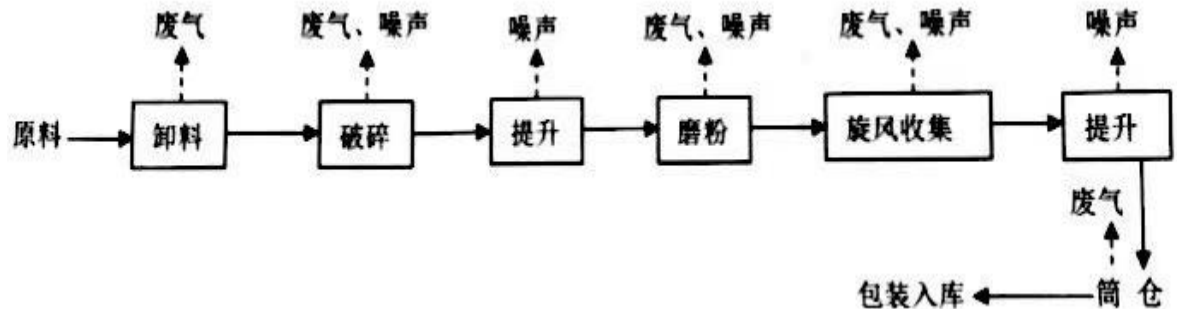 废气 废气、噪声 噪声 废气、噪声 废气、噪声 噪声
原料 卸料 破碎 提升 磨粉 旋风收集 提升
废气
包装入库 筒仓